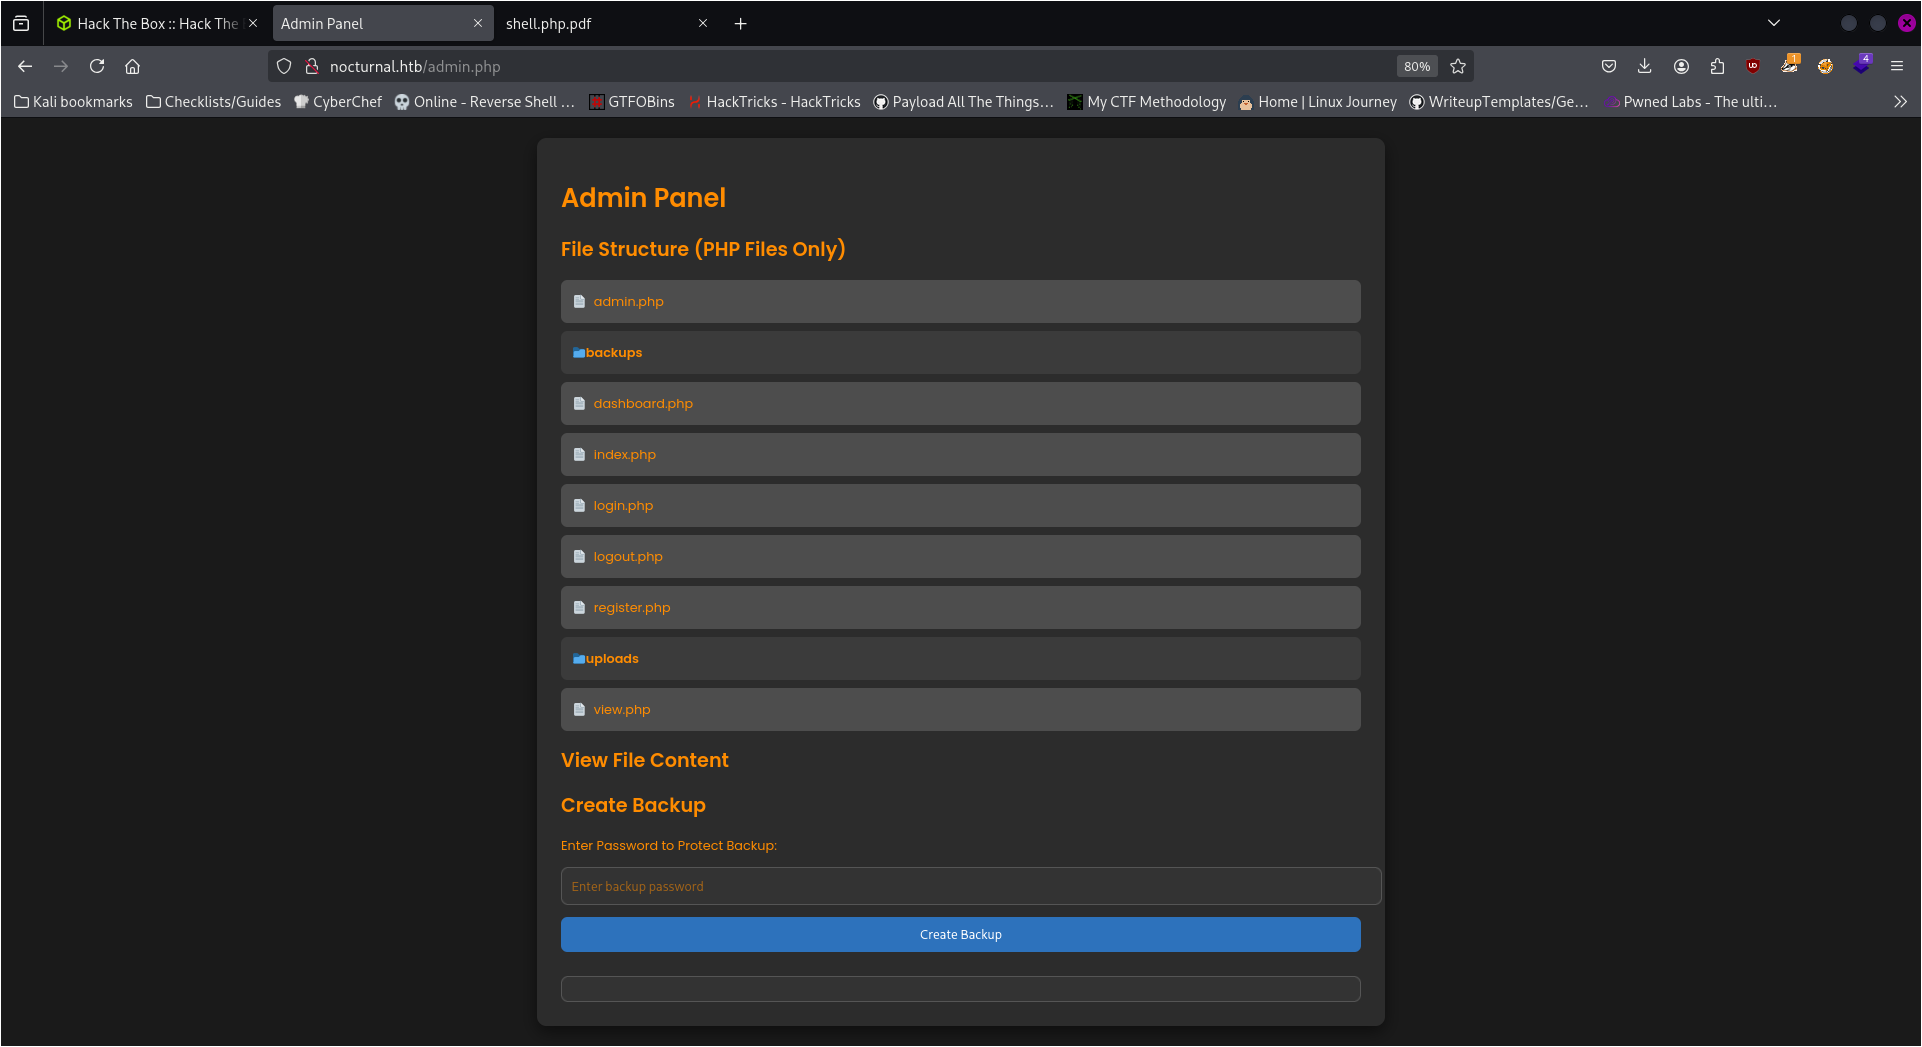 Hack The Box :: Hack The
Admin Panel
shell.php.pdf
nocturnal.htb/admin.php
80%
1
4
Kali bookmarks
Checklists/Guides
CyberChef
Online - Reverse Shell …
GTFOBins
HackTricks - HackTricks
Payload All The Things…
My CTF Methodology
Home | Linux Journey
WriteupTemplates/Ge…
Pwned Labs - The ulti…
Admin Panel
File Structure (PHP Files Only)
admin.php
backups
dashboard.php
index.php
login.php
logout.php
register.php
uploads
view.php
View File Content
Create Backup
Enter Password to Protect Backup:
Enter backup password
Create Backup